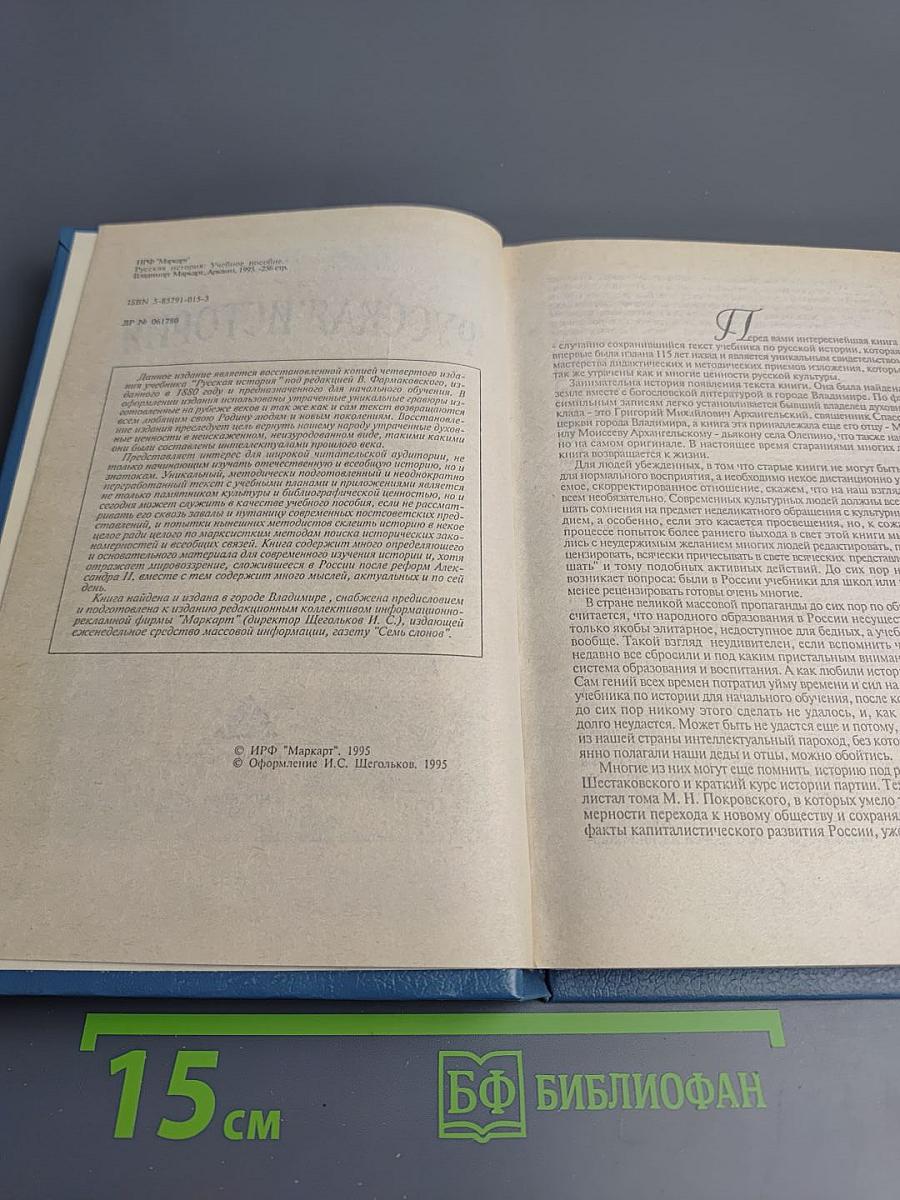 ИРФ "Маркарт"
Русская история: Учебное пособие.
Владимир: Маркарт, 1995. -236 стр.
ISBN 5-85291-015-3
ЛР № 061780
Данное издание является восстановленной копией четвертого изда-
ния учебника "Русская история" под редакцией В. Фармаковского, из-
данного в 1880 году и предназначенного для начального обучения. В
оформлении издания использованы утраченные уникальные гравюры из-
готовленные на рубеже веков и так же как и сам текст возвращаются
всем любящим свою Родину людям и новым поколениям. Восстановле-
ние издания преследует цель вернуть нашему народу утраченные духов-
ные ценности в неискаженном, неизуродованном виде, такими какими
они были составлены интеллектуалами прошлого века.
Представляет интерес для широкой читательской аудитории, не
только начинающим изучать отечественную и всеобщую историю, но и
знатокам. Уникальный, методически подготовленный и неоднократно
переработанный текст с учебными планами и приложениями является
не только памятником культуры и библиографической ценностью, но и
сегодня может служить в качестве учебного пособия, если не рассмат-
ривать его сквозь завалы и путаницу современных постсоветских пред-
ставлений, и попытки нынешних методистов склеить историю в некое
целое ради целого по марксистким методам поиска исторических зако-
номерностей и всеобщих связей. Книга содержит много определяющего
и основательного материала для современного изучения истории и, хотя
отражает мировоззрение, сложившееся в России после реформ Алек-
сандра II, вместе с тем содержит много мыслей, актуальных и по сей
день.
Книга найдена и издана в городе Владимире , снабжена предисловием
и подготовлена к изданию редакционным коллективом информационно-
рекламной фирмы "Маркарт" (директор Щегольков И. С.), издающей
еженедельное средство массовой информации, газету "Семь слонов".
© ИРФ "Маркарт". 1995
© Оформление И.С. Щегольков. 1995
Перед вами интереснейшая книга
- случайно сохранившийся текст учебника по русской истории, которая
впервые была издана 115 лет назад и является уникальным свидетельством
мастерства дидактических и методических приемов изложения, которы
так же утрачены как и многие ценности русской культуры.
Занимательна история появления текста книги. Она была найдена
земле вместе с богословской литературой в городе Владимире. По фа
симильным записям легко устанавливается бывший владелец духовн
клада - это Григорий Михайлович Архангельский, священник Спасс
церкви города Владимира, а книга эта принадлежала еще его отцу - М
илу Моисееву Архангельскому - дьякону села Олепино, что также на
но на самом оригинале. В настоящее время стараниями многих л
книга возвращается к жизни.
Для людей убежденных, в том что старые книги не могут быть
для нормального восприятия, а необходимо некое дистанционно у
емое, скорректированное отношение, скажем, что на наш взгляд
всем необязательно. Современных культурных людей должны все
шать сомнения на предмет неделикатного обращения с культурн
дием, а особенно, если это касается просвещения, но, к сожа
процессе попыток более раннего выхода в свет этой книги мы
лись с неудержимым желанием многих людей редактировать, п
цензировать, всячески причесывать в свете всяческих представле
шать" и тому подобных активных действий. До сих пор н
возникает вопроса: были в России учебники для школ или
менее рецензировать готовы очень многие.
В стране великой массовой пропаганды до сих пор по об
считается, что народного образования в России несущест
только якобы элитарное, недоступное для бедных, а учеб
вообще. Такой взгляд неудивителен, если вспомнить ч
недавно все сбросили и под каким пристальным вниман
система образования и воспитания. А как любили истор
Сам гений всех времен потратил уйму времени и сил на
учебника по истории для начального обучения, после ко
до сих пор никому этого сделать не удалось, и, как
долго неудастся. Может быть не удастся еще и потому,
из нашей страны интеллектуальный пароход, без кото
янно полагали наши деды и отцы, можно обойтись.
Многие из них могут еще помнить историю под р
Шестаковского и краткий курс истории партии. Тех
листал тома М. Н. Покровского, в которых умело
мерности перехода к новому обществу и сохраня
факты капиталистического развития России, уже
15 см
БФ БИБЛИОФАН